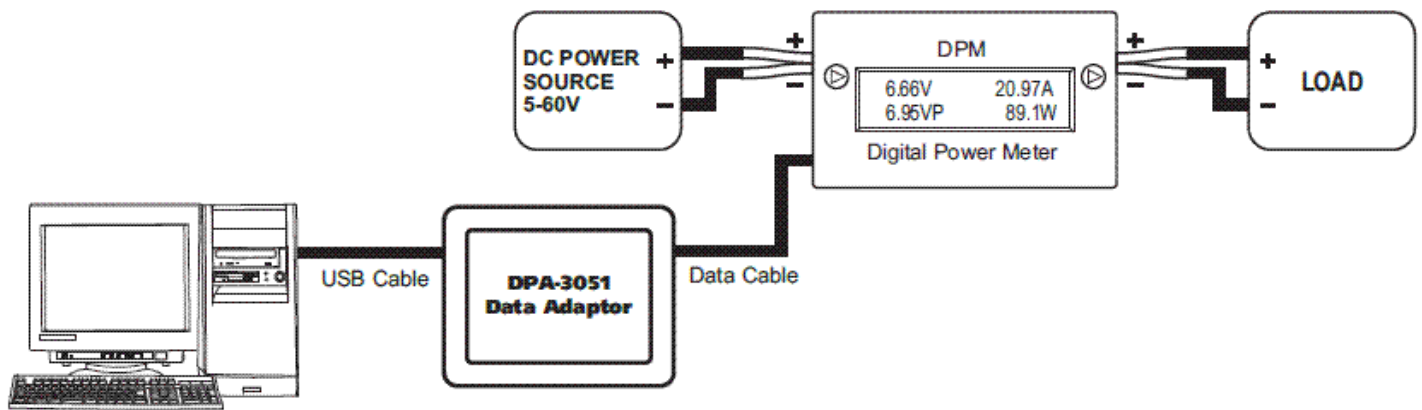 DC POWER
SOURCE
5-60V
+
−
+
−
DPM
6.66V 20.97A
6.95VP 89.1W
Digital Power Meter
+
−
+
−
LOAD
USB Cable
DPA-3051
Data Adaptor
Data Cable